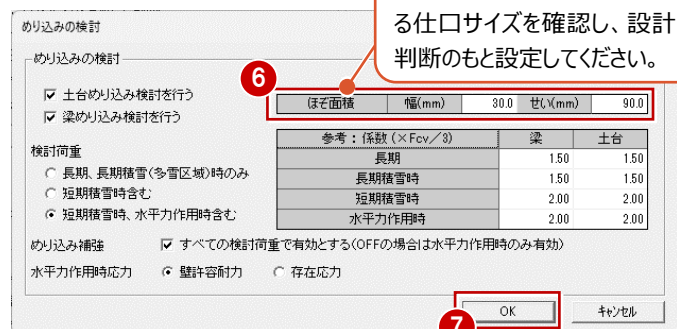 る仕口サイズを確認し、設計
判断のもと設定してください。
めり込みの検討
めり込みの検討
6
土台めり込み検討を行う
梁めり込み検討を行う
ほぞ面積 幅(mm) 30.0 せい(mm) 90.0
検討荷重
長期、長期積雪(多雪区域)時のみ
短期積雪時含む
短期積雪時、水平力作用時含む
参考：係数(×Fcv/3) 梁 土台
長期 1.50 1.50
長期積雪時 1.50 1.50
短期積雪時 2.00 2.00
水平力作用時 2.00 2.00
めり込み補強 すべての検討荷重で有効とする(OFFの場合は水平力作用時のみ有効)
水平力作用時応力 壁許容耐力 存在応力
7
OK キャンセル